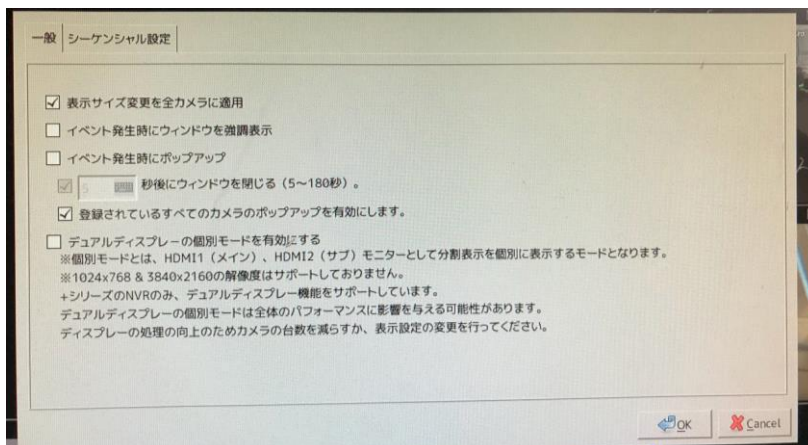 一般 シーケンシャル設定
表示サイズ変更を全カメラに適用
イベント発生時にウィンドウを強調表示
イベント発生時にポップアップ
5 秒後にウィンドウを閉じる（5～180秒）。
登録されているすべてのカメラのポップアップを有効にします。
デュアルディスプレーの個別モードを有効にする
※個別モードとは、HDMI1（メイン）、HDMI2（サブ）モニターとして分割表示を個別に表示するモードとなります。
※1024x768 & 3840x2160の解像度はサポートしておりません。
+シリーズのNVRのみ、デュアルディスプレー機能をサポートしています。
デュアルディスプレーの個別モードは全体のパフォーマンスに影響を与える可能性があります。
ディスプレーの処理の向上のためカメラの台数を減らすか、表示設定の変更を行ってください。
OK Cancel